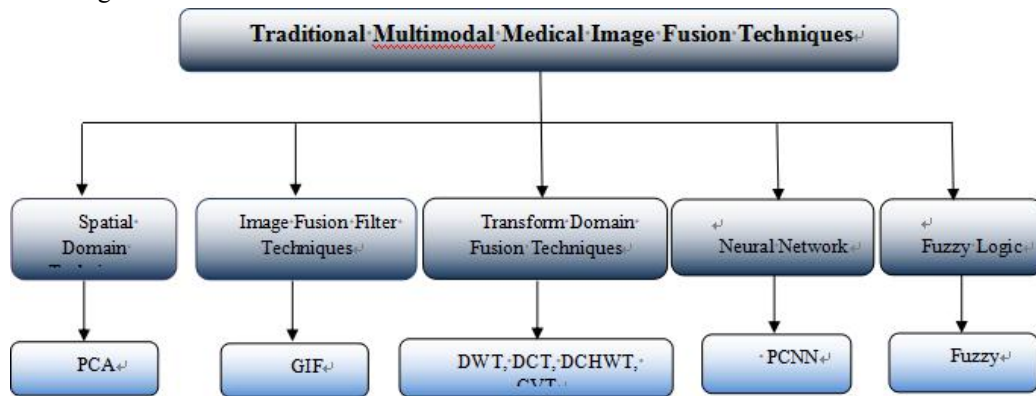 Traditional Multimodal Medical Image Fusion Techniques
Spatial
Domain
Image Fusion Filter
Techniques
Transform Domain
Fusion Techniques
Neural Network
Fuzzy Logic
PCA
GIF
DWT, DCT, DCHWT,
PCNN
Fuzzy